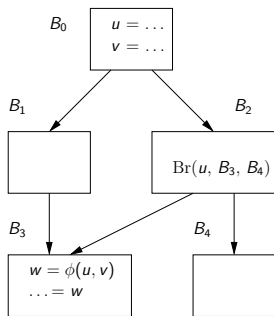 B₀
u = ...
v = ...
B₁
B₂
Br(u, B₃, B₄)
B₃
B₄
w = ϕ(u, v)
... = w